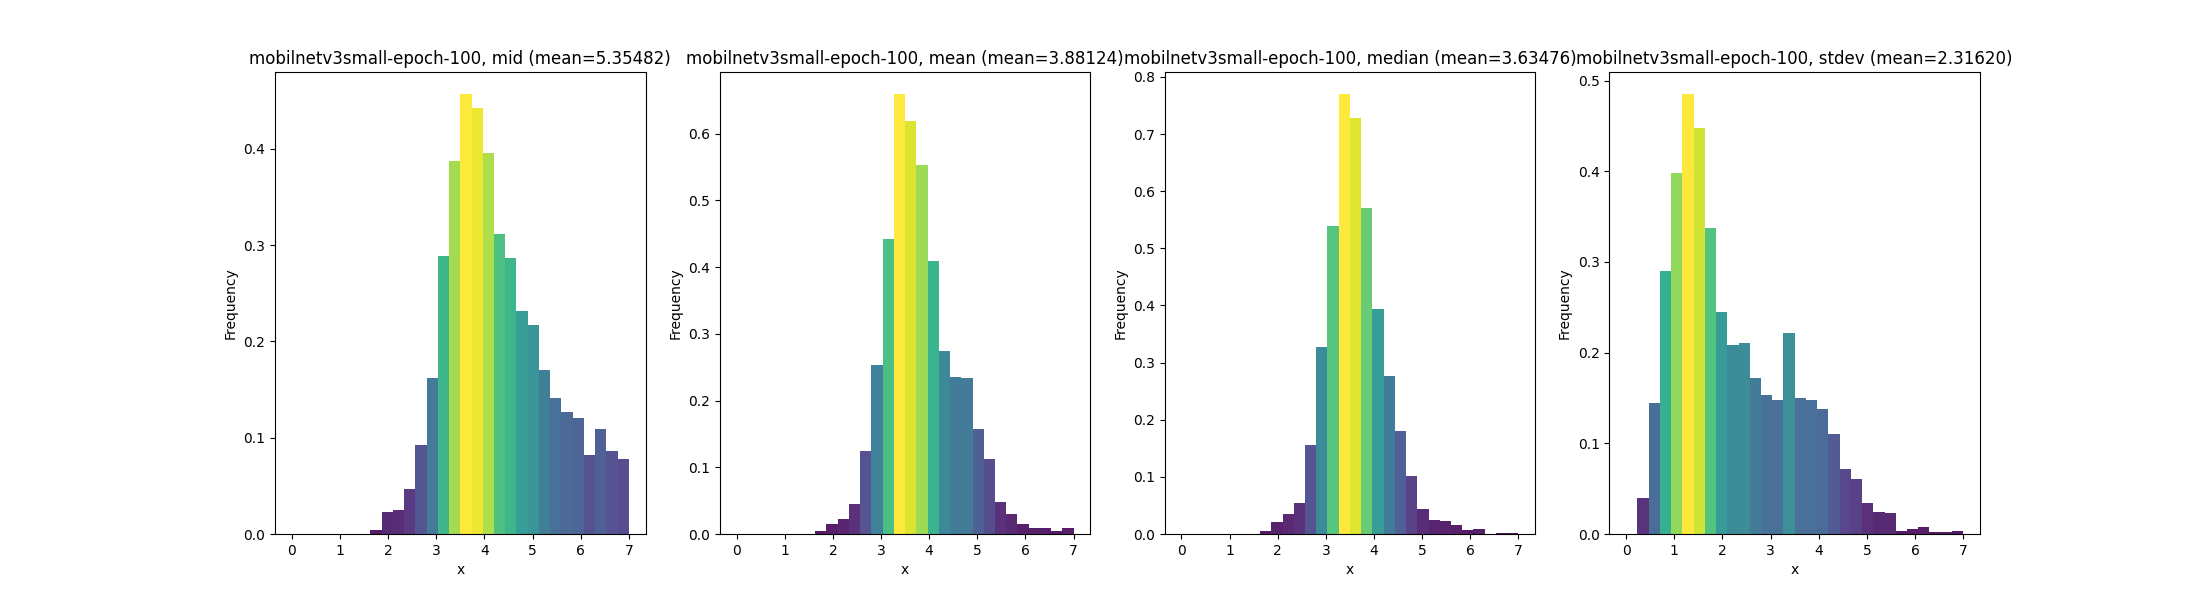 mobilnetv3small-epoch-100, mid (mean=5.35482)
Frequency
0.4
0.3
0.2
0.1
0.0
0 1 2 3 4 5 6 7
x
mobilnetv3small-epoch-100, mean (mean=3.88124)
Frequency
0.6
0.5
0.4
0.3
0.2
0.1
0.0
0 1 2 3 4 5 6 7
x
mobilnetv3small-epoch-100, median (mean=3.63476)
Frequency
0.8
0.7
0.6
0.5
0.4
0.3
0.2
0.1
0.0
0 1 2 3 4 5 6 7
x
mobilnetv3small-epoch-100, stdev (mean=2.31620)
Frequency
0.5
0.4
0.3
0.2
0.1
0.0
0 1 2 3 4 5 6 7
x